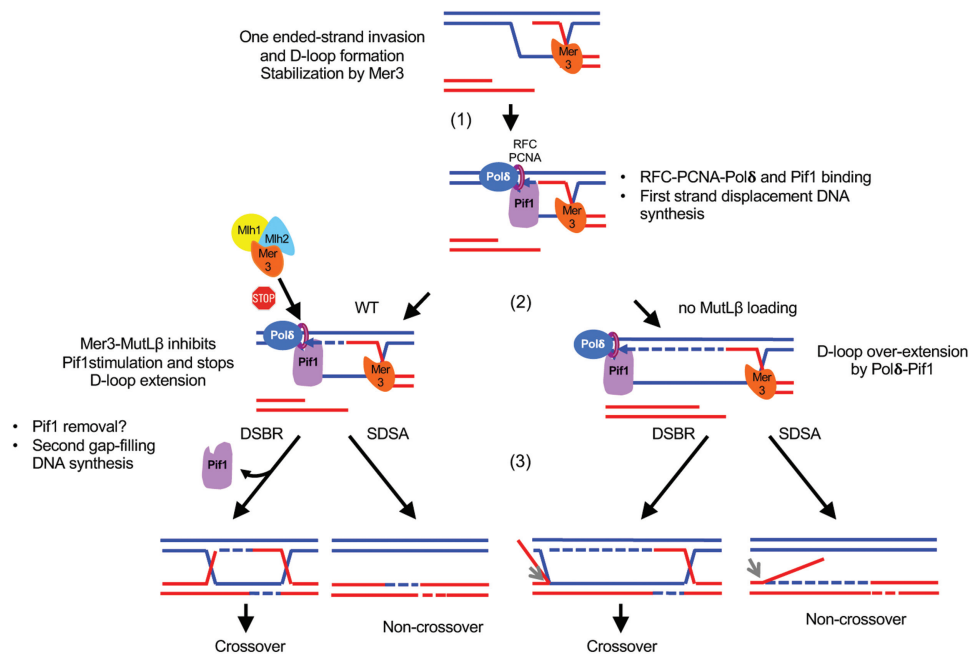 One ended-strand invasion
and D-loop formation
Stabilization by Mer3
Mer
3
(1)
RFC
PCNA
Polδ
Pif1
Mer
3
• RFC-PCNA-Polδ and Pif1 binding
• First strand displacement DNA
synthesis
Mlh1
Mlh2
Mer
3
STOP
WT
(2)
no MutLβ loading
Mer3-MutLβ inhibits
Pif1stimulation and stops
D-loop extension
Polδ
Pif1
Mer
3
Polδ
Pif1
Mer
3
D-loop over-extension
by Polδ-Pif1
• Pif1 removal?
• Second gap-filling
DNA synthesis
Pif1
DSBR
SDSA
(3)
DSBR
SDSA
Crossover
Non-crossover
Crossover
Non-crossover